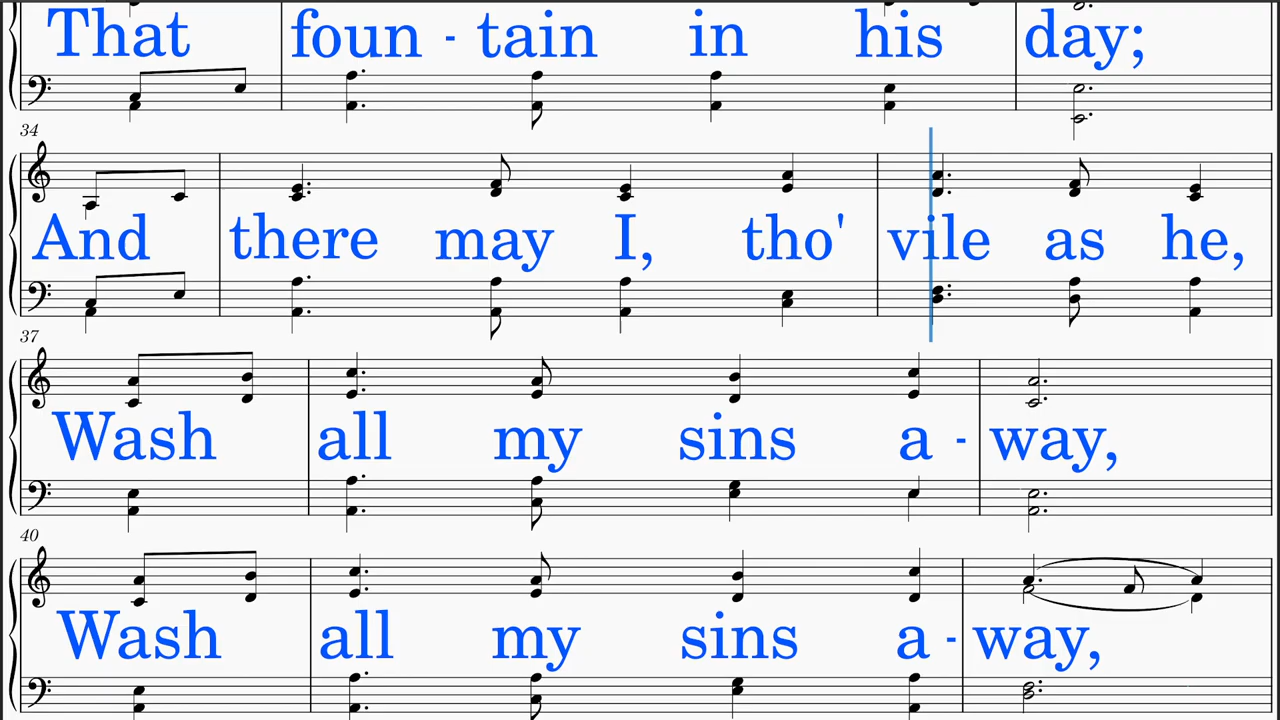 That foun - tain in his day;
34
And there may I, tho' vile as he,
37
Wash all my sins a - way,
40
Wash all my sins a - way,